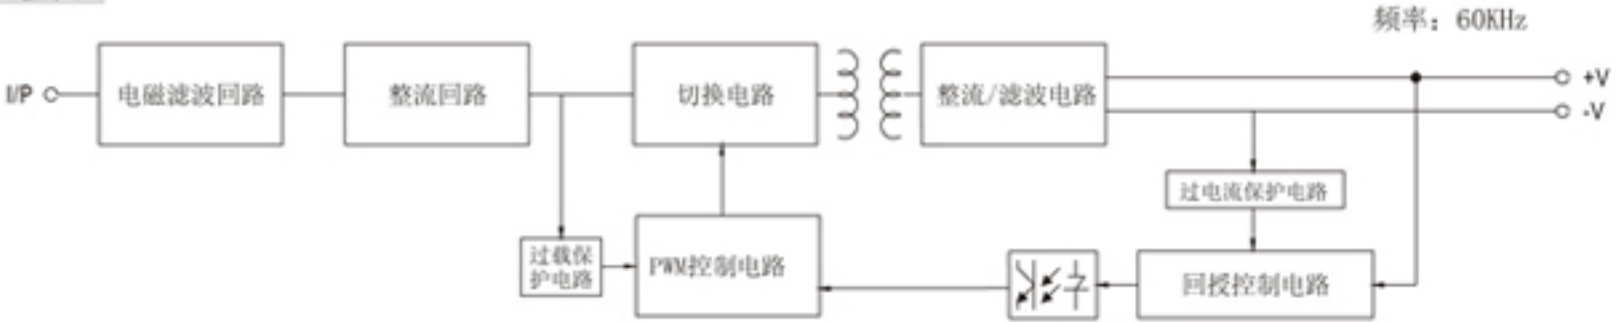 频率：60KHz
I/P
电磁滤波回路
整流回路
切换电路
整流/滤波电路
+V
-V
过电流保护电路
过载保
护电路
PWM控制电路
回授控制电路